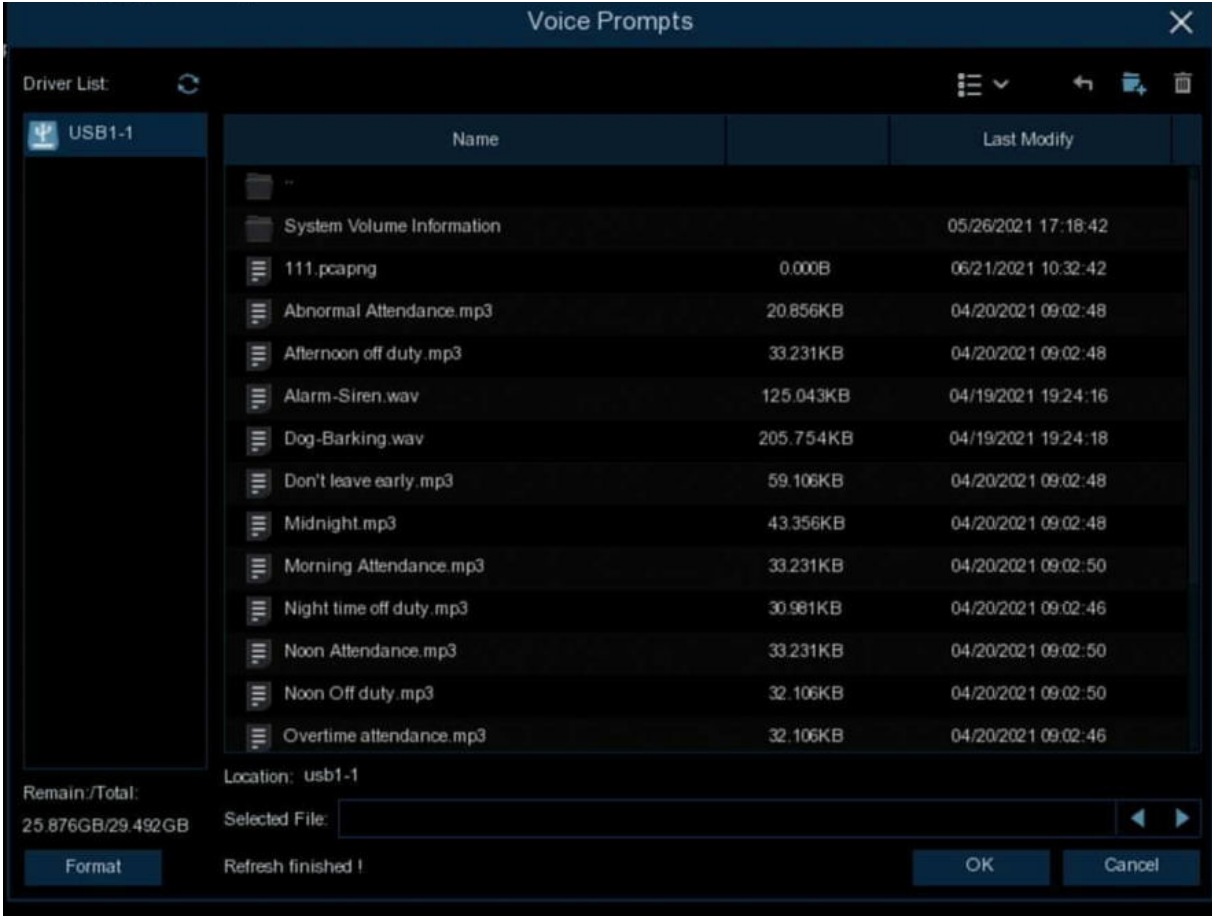 Voice Prompts
Driver List:
USB1-1
Name Last Modify
..
System Volume Information 05/26/2021 17:18:42
111.pcapng 0.000B 06/21/2021 10:32:42
Abnormal Attendance.mp3 20.856KB 04/20/2021 09:02:48
Afternoon off duty.mp3 33.231KB 04/20/2021 09:02:48
Alarm-Siren.wav 125.043KB 04/19/2021 19:24:16
Dog-Barking.wav 205.754KB 04/19/2021 19:24:18
Don't leave early.mp3 59.106KB 04/20/2021 09:02:48
Midnight.mp3 43.356KB 04/20/2021 09:02:48
Morning Attendance.mp3 33.231KB 04/20/2021 09:02:50
Night time off duty.mp3 30.981KB 04/20/2021 09:02:46
Noon Attendance.mp3 33.231KB 04/20/2021 09:02:50
Noon Off duty.mp3 32.106KB 04/20/2021 09:02:50
Overtime attendance.mp3 32.106KB 04/20/2021 09:02:46
Location: usb1-1
Remain:/Total:
25.876GB/29.492GB
Selected File:
Format
Refresh finished !
OK
Cancel